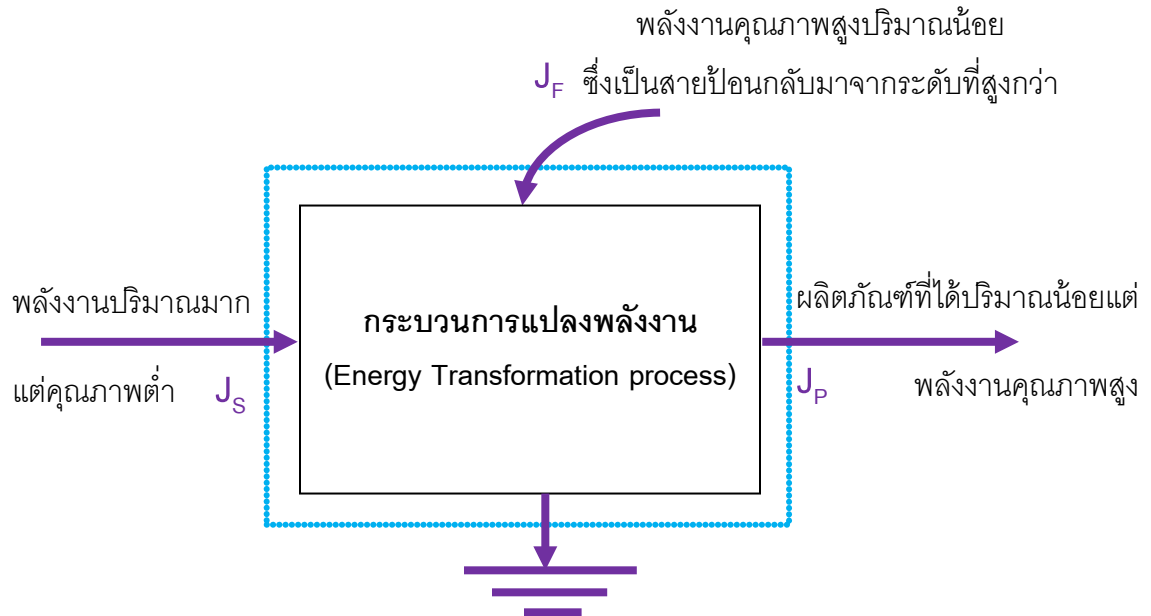 พลังงานคุณภาพสูงปริมาณน้อย
J_F ซึ่งเป็นสายป้อนกลับมาจากระดับที่สูงกว่า
พลังงานปริมาณมาก
แต่คุณภาพต่ำ J_S
กระบวนการแปลงพลังงาน
(Energy Transformation process)
ผลิตภัณฑ์ที่ได้ปริมาณน้อยแต่
J_P พลังงานคุณภาพสูง